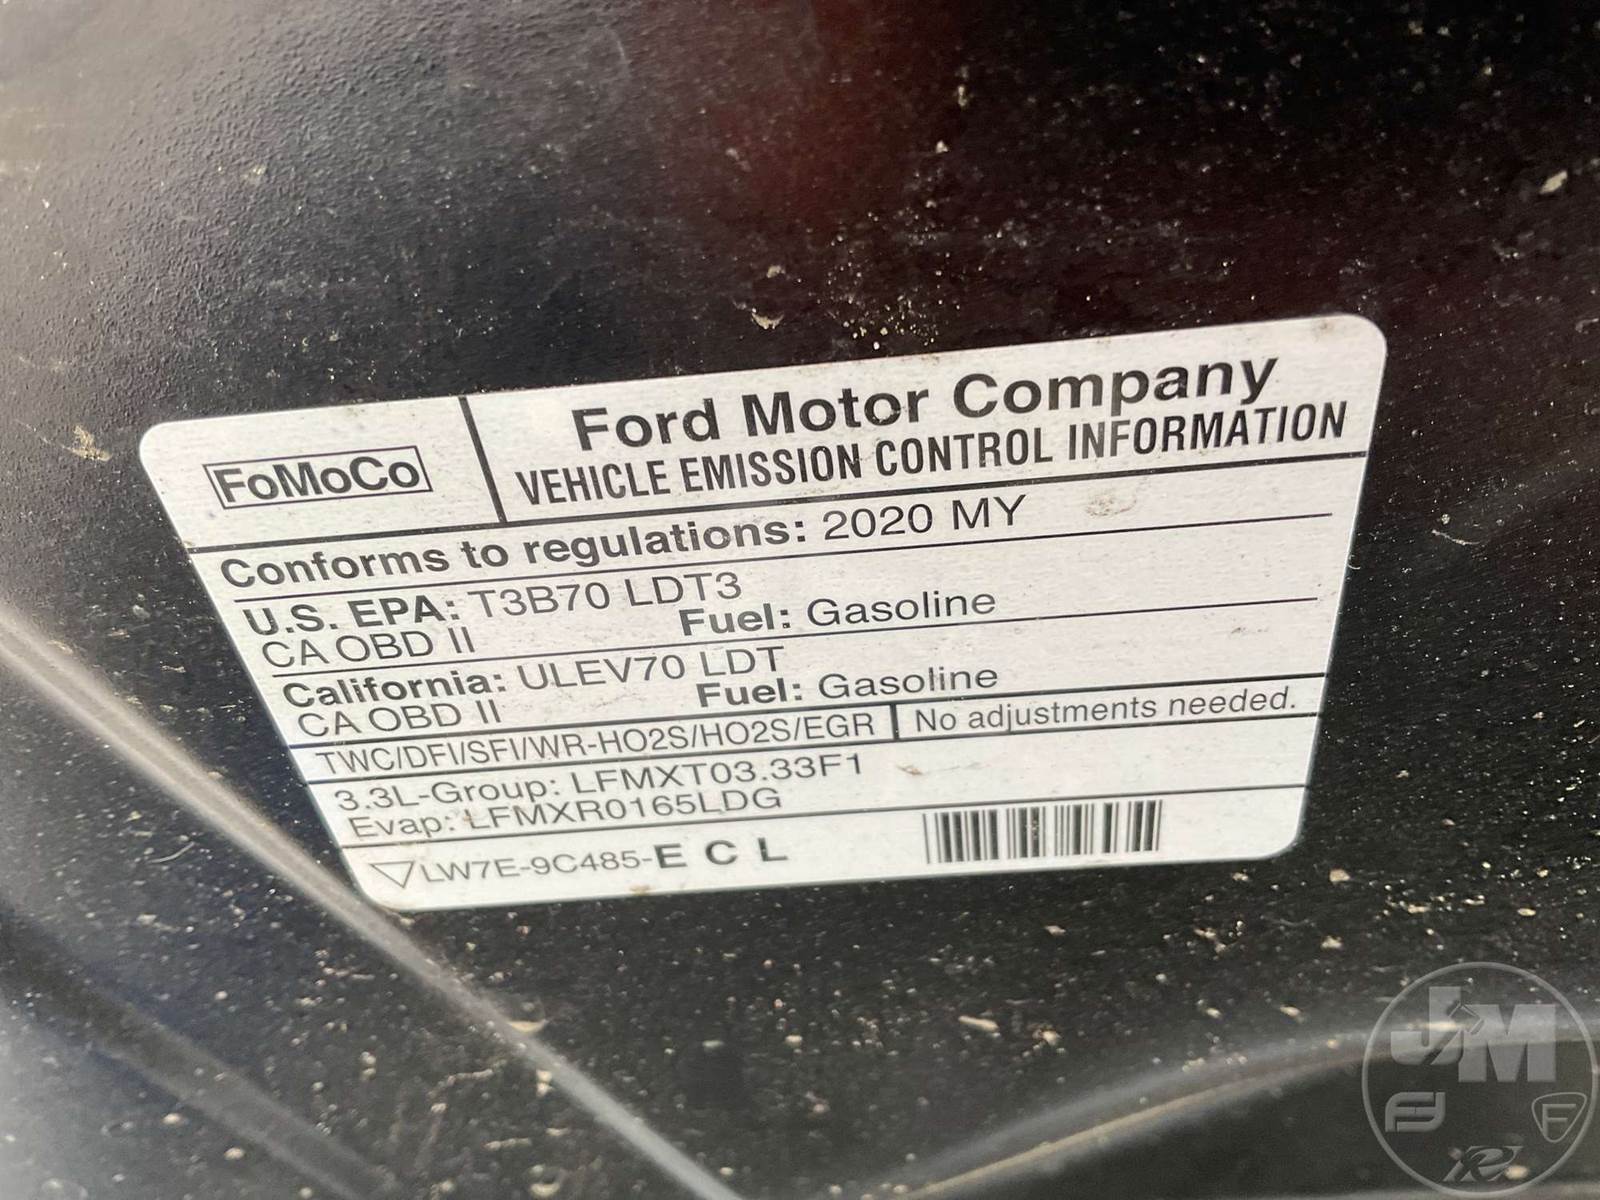 FoMoCo
Ford Motor Company
VEHICLE EMISSION CONTROL INFORMATION
Conforms to regulations: 2020 MY
U.S. EPA: T3B70 LDT3
CA OBD II Fuel: Gasoline
California: ULEV70 LDT
CA OBD II Fuel: Gasoline
TWC/DFI/SFI/WR-HO2S/HO2S/EGR No adjustments needed.
3.3L-Group: LFMXT03.33F1
Evap: LFMXR0165LDG
LW7E-9C485-E C L
JM